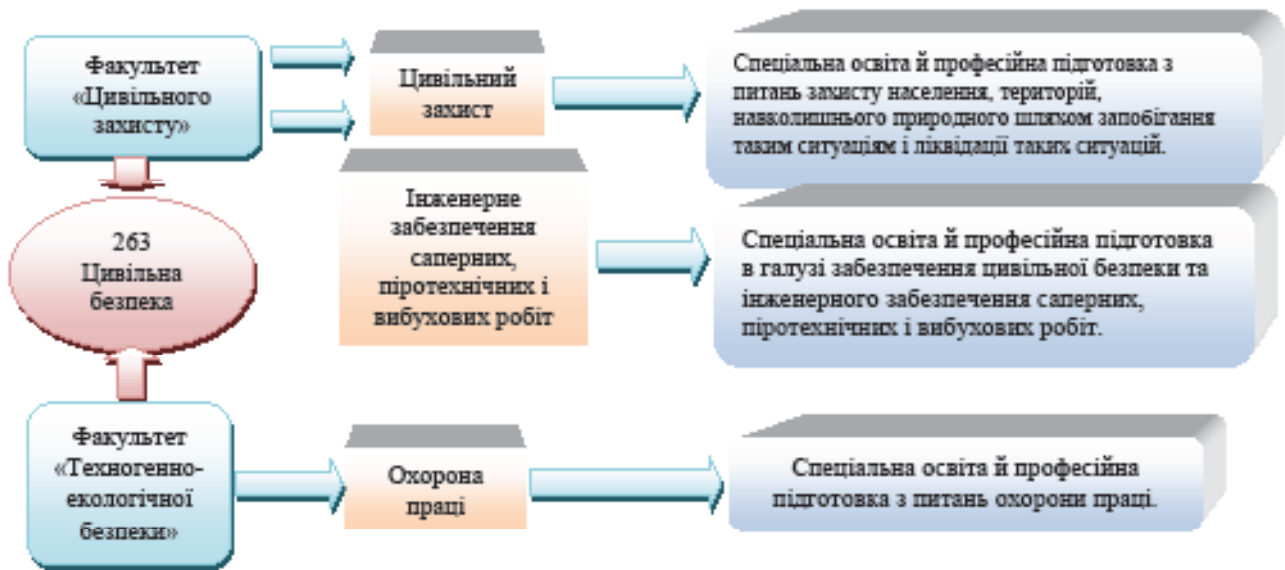 Факультет
«Цивільного
захисту»
Цивільний
захист
Спеціальна освіта й професійна підготовка з
питань захисту населення, територій,
навколишнього природного шляхом запобігання
таким ситуаціям і ліквідації таких ситуацій.
263
Цивільна
безпека
Інженерне
забезпечення
саперних,
піротехнічних і
вибухових робіт
Спеціальна освіта й професійна підготовка
в галузі забезпечення цивільної безпеки та
інженерного забезпечення саперних,
піротехнічних і вибухових робіт.
Факультет
«Техногенно-
екологічної
безпеки»
Охорона
праці
Спеціальна освіта й професійна
підготовка з питань охорони праці.